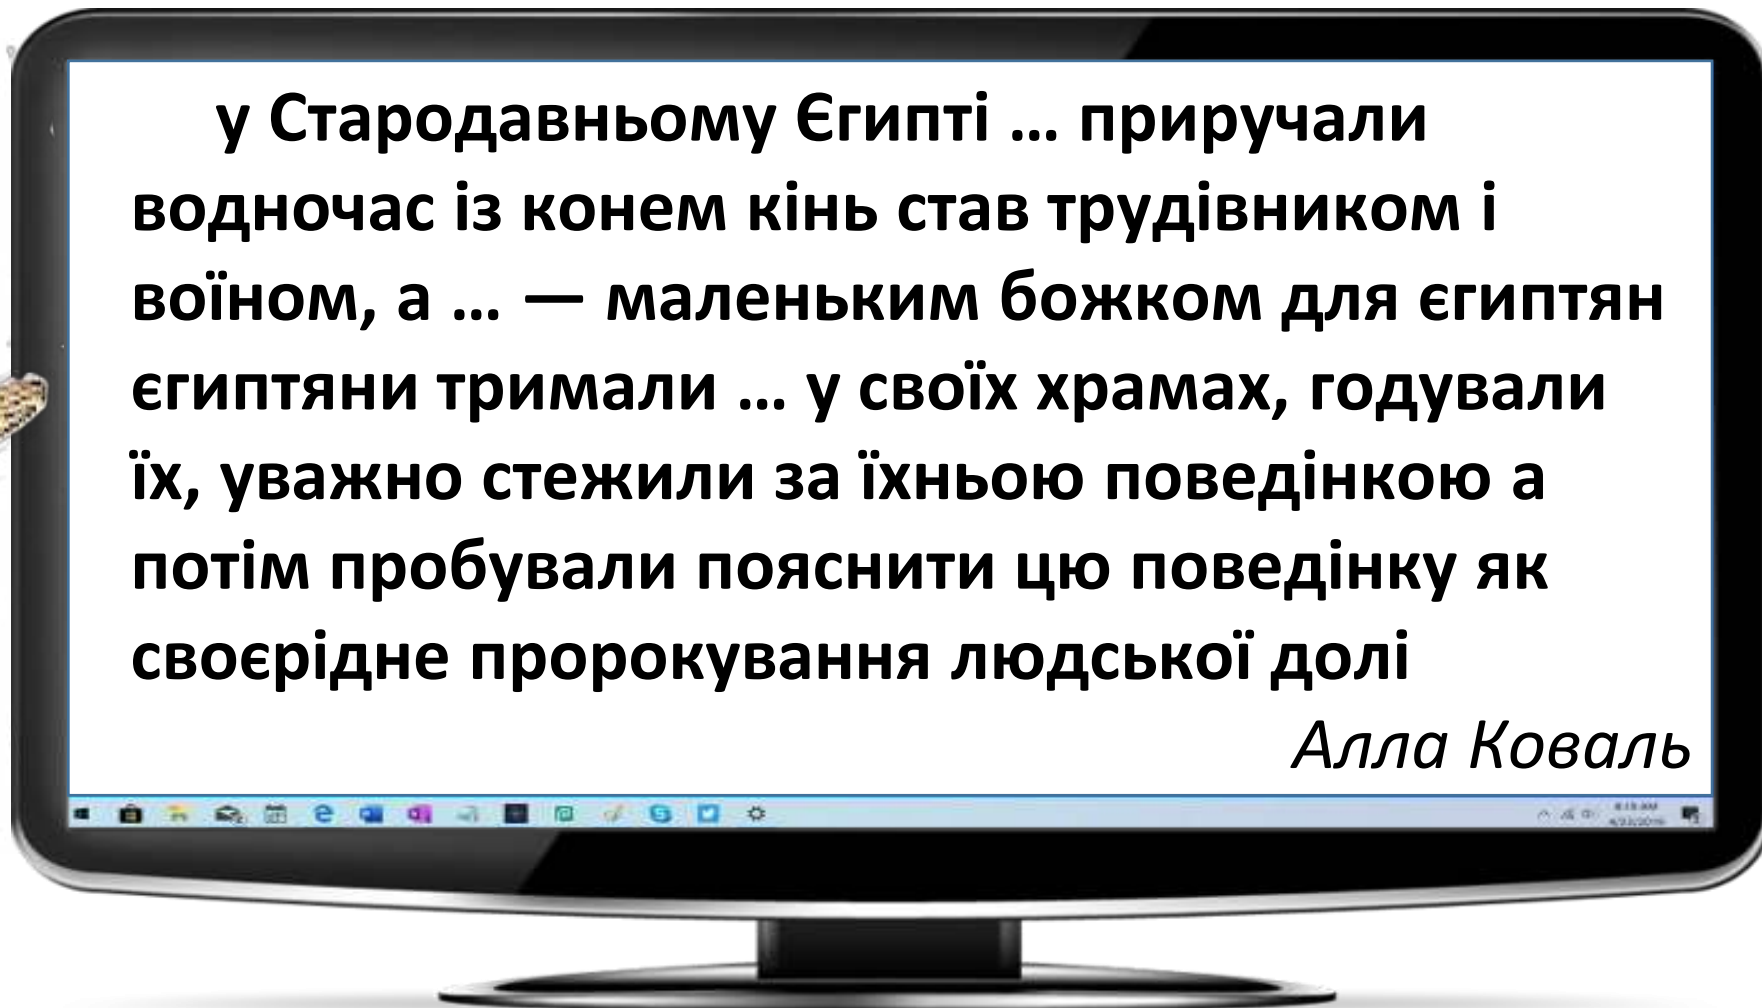 у Стародавньому Єгипті … приручали
водночас із конем кінь став трудівником і
воїном, а … — маленьким божком для єгиптян
єгиптяни тримали … у своїх храмах, годували
їх, уважно стежили за їхньою поведінкою а
потім пробували пояснити цю поведінку як
своєрідне пророкування людської долі
Алла Коваль